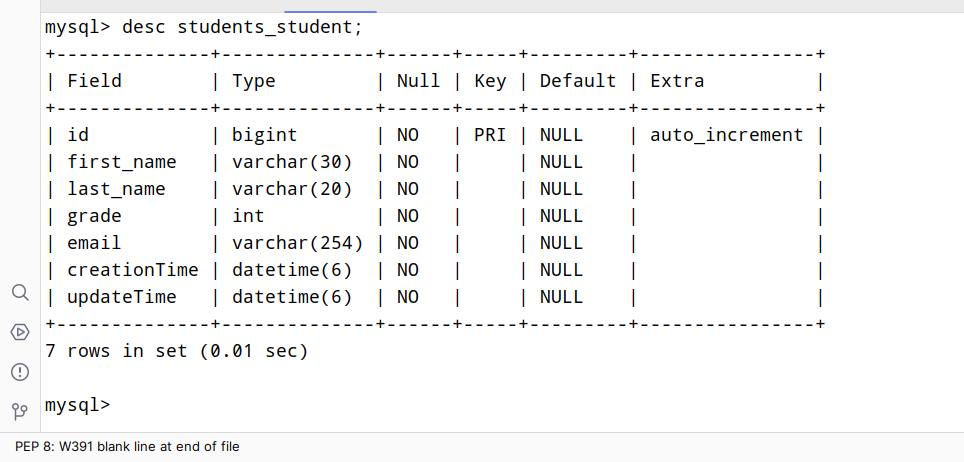 mysql> desc students_student;
+--------------+--------------+------+-----+---------+----------------+
| Field        | Type         | Null | Key | Default | Extra          |
+--------------+--------------+------+-----+---------+----------------+
| id           | bigint       | NO   | PRI | NULL    | auto_increment |
| first_name   | varchar(30)  | NO   |     | NULL    |                |
| last_name    | varchar(20)  | NO   |     | NULL    |                |
| grade        | int          | NO   |     | NULL    |                |
| email        | varchar(254) | NO   |     | NULL    |                |
| creationTime | datetime(6)  | NO   |     | NULL    |                |
| updateTime   | datetime(6)  | NO   |     | NULL    |                |
+--------------+--------------+------+-----+---------+----------------+
7 rows in set (0.01 sec)
mysql>
PEP 8: W391 blank line at end of file